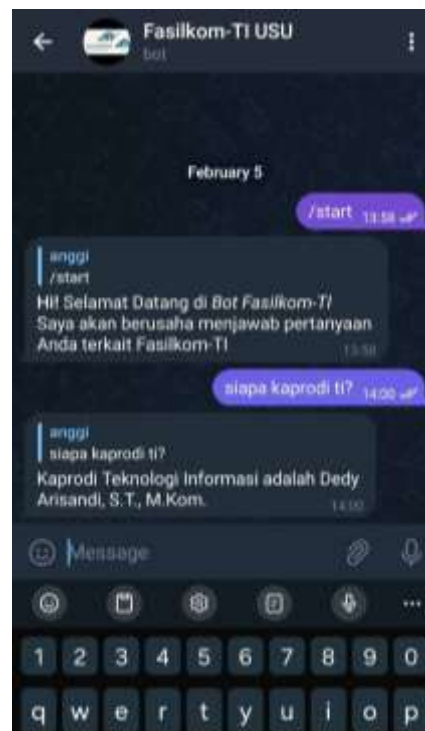 Fasilkom-TI USU
bot
February 5
/start 13:58
anggi
/start
Hi! Selamat Datang di Bot Fasilkom-TI
Saya akan berusaha menjawab pertanyaan
Anda terkait Fasilkom-TI
13:58
siapa kaprodi ti? 14:00
anggi
siapa kaprodi ti?
Kaprodi Teknologi Informasi adalah Dedy
Arisandi, S.T., M.Kom.
14:00
Message
1 2 3 4 5 6 7 8 9 0
q w e r t y u i o p